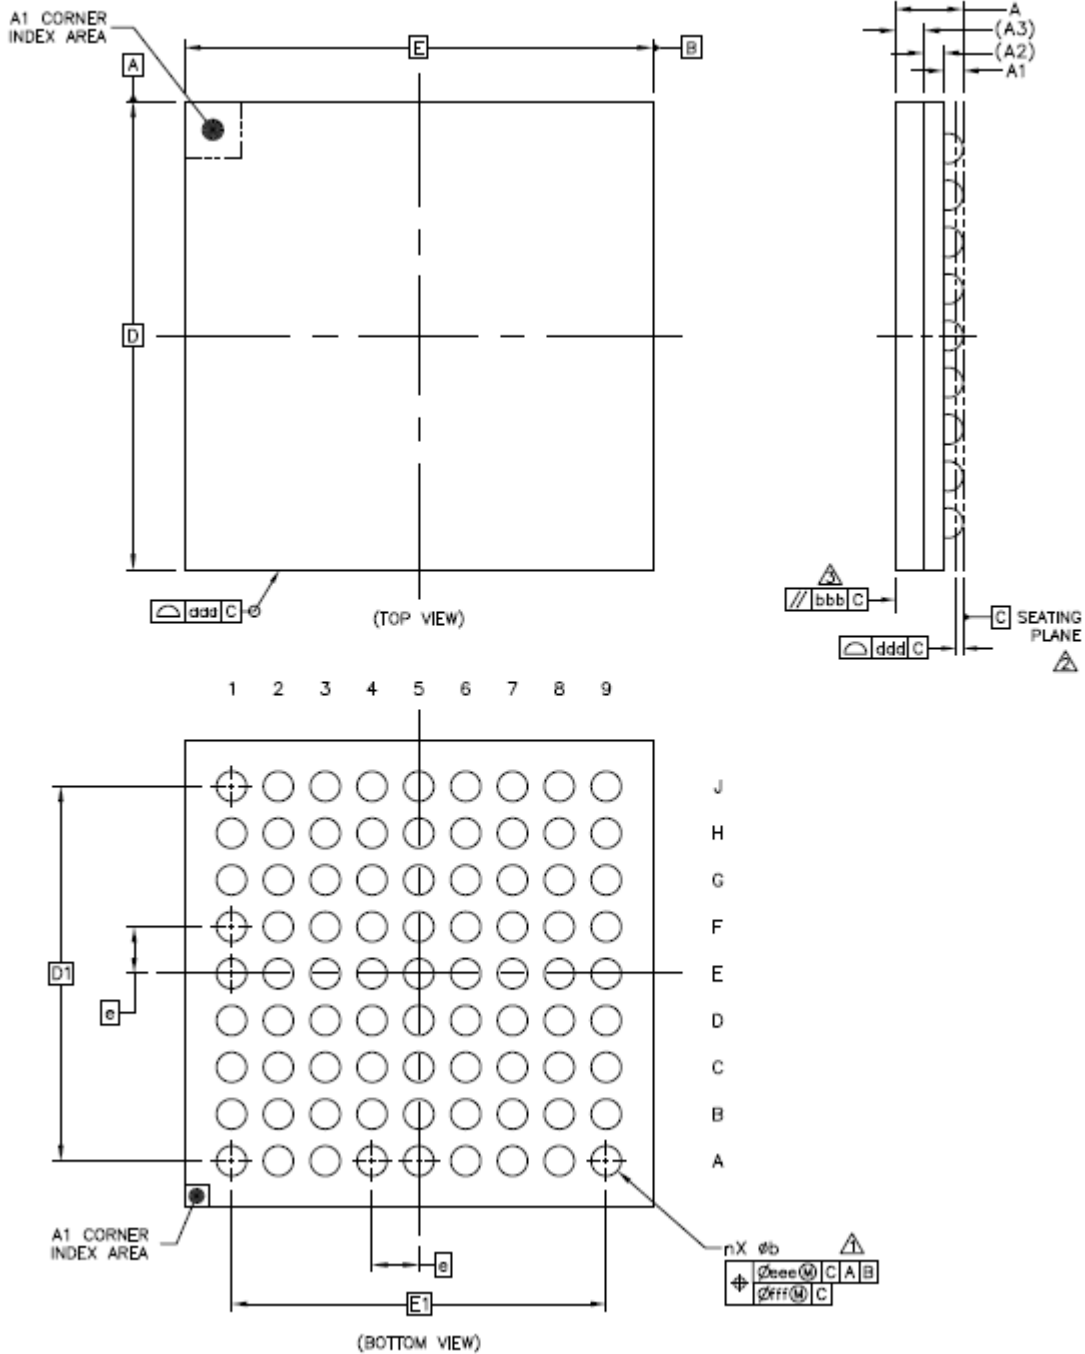 A1 CORNER
INDEX AREA
E
B
A
A
(A3)
(A2)
A1
D
ddd C
(TOP VIEW)
3
// bbb C
C SEATING
PLANE
ddd C
2
1 2 3 4 5 6 7 8 9
J
H
G
F
E
D1
e
D
C
B
A
A1 CORNER
INDEX AREA
e
E1
nX øb
1
⌖ Øeee Ⓜ C A B
Øfff Ⓜ C
(BOTTOM VIEW)